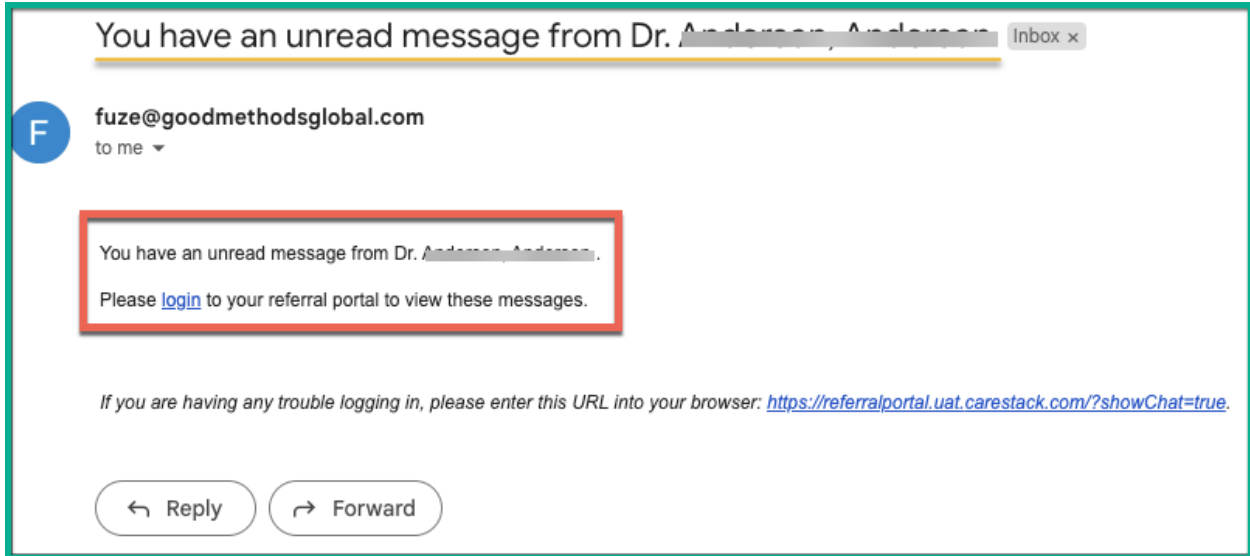 You have an unread message from Dr. Inbox ×
F
fuze@goodmethodsglobal.com
to me
You have an unread message from Dr. .
Please login to your referral portal to view these messages.
If you are having any trouble logging in, please enter this URL into your browser: https://referralportal.uat.carestack.com/?showChat=true.
Reply
Forward